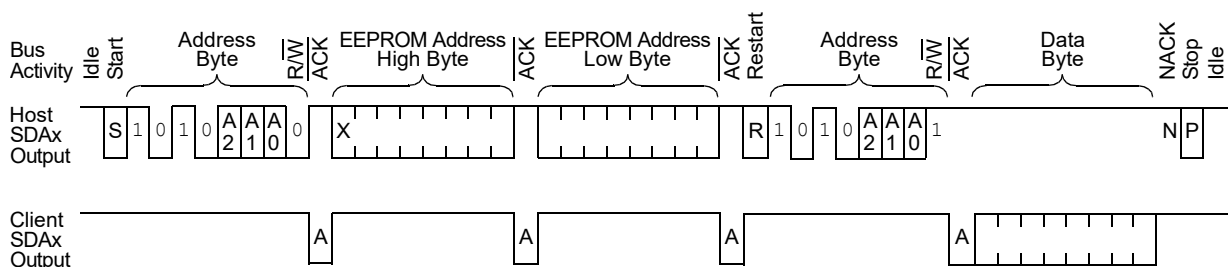 Bus Activity
Idle
Start
Address Byte
R/W
ACK
EEPROM Address High Byte
ACK
EEPROM Address Low Byte
ACK
Restart
Address Byte
R/W
ACK
Data Byte
NACK
Stop
Idle
Host SDAx Output
S 1 0 1 0 A2 A1 A0 0 X R 1 0 1 0 A2 A1 A0 1 N P
Client SDAx Output
A A A A